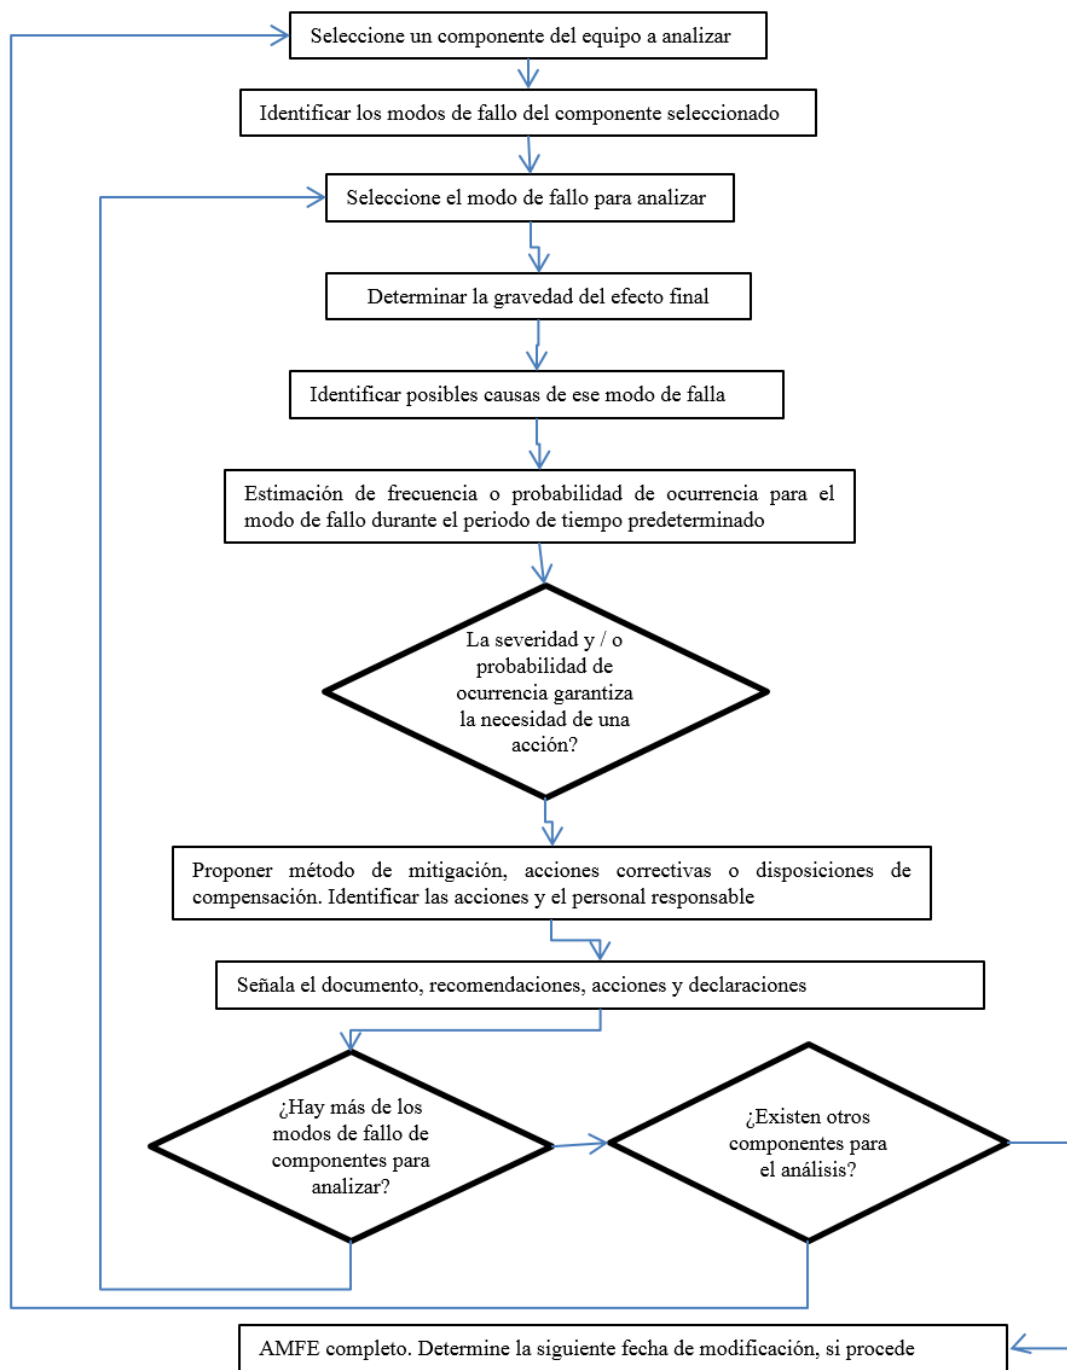 Seleccione un componente del equipo a analizar
Identificar los modos de fallo del componente seleccionado
Seleccione el modo de fallo para analizar
Determinar la gravedad del efecto final
Identificar posibles causas de ese modo de falla
Estimación de frecuencia o probabilidad de ocurrencia para el
modo de fallo durante el periodo de tiempo predeterminado
La severidad y / o
probabilidad de
ocurrencia garantiza
la necesidad de una
acción?
Proponer método de mitigación, acciones correctivas o disposiciones de
compensación. Identificar las acciones y el personal responsable
Señala el documento, recomendaciones, acciones y declaraciones
¿Hay más de los
modos de fallo de
componentes para
analizar?
¿Existen otros
componentes para
el análisis?
AMFE completo. Determine la siguiente fecha de modificación, si procede